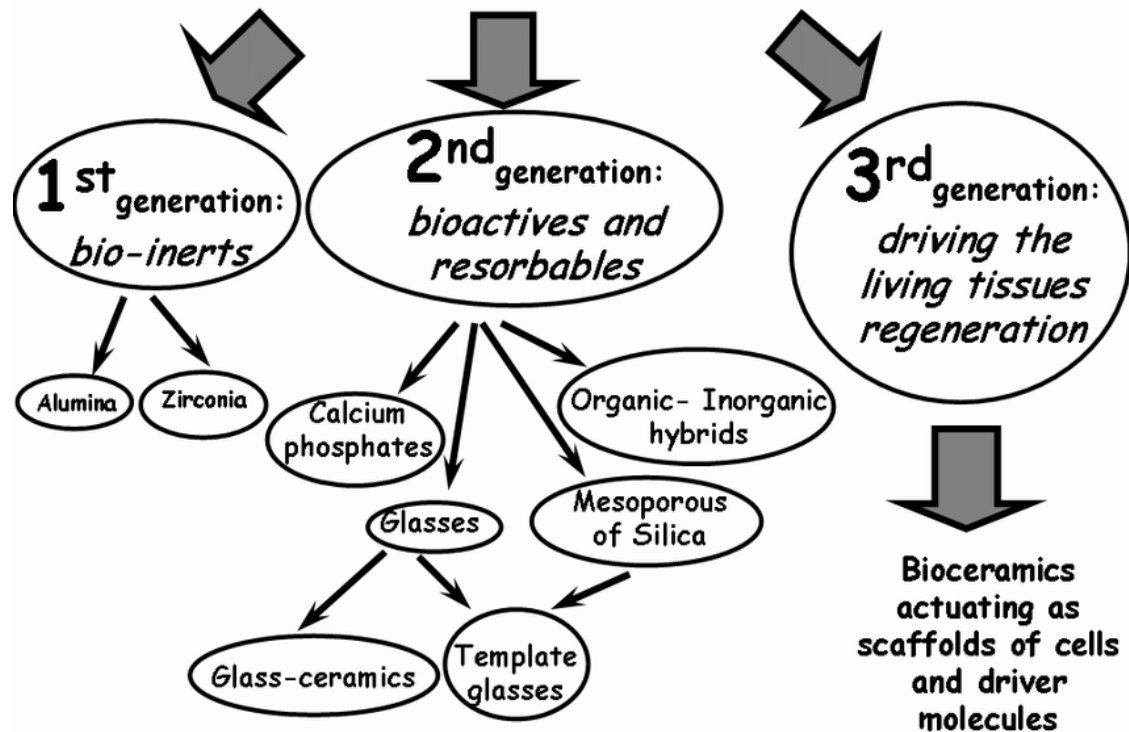 1st generation:
bio-inerts
2nd generation:
bioactives and
resorbables
3rd generation:
driving the
living tissues
regeneration
Alumina
Zirconia
Calcium
phosphates
Organic- Inorganic
hybrids
Glasses
Mesoporous
of Silica
Glass-ceramics
Template
glasses
Bioceramics
actuating as
scaffolds of cells
and driver
molecules